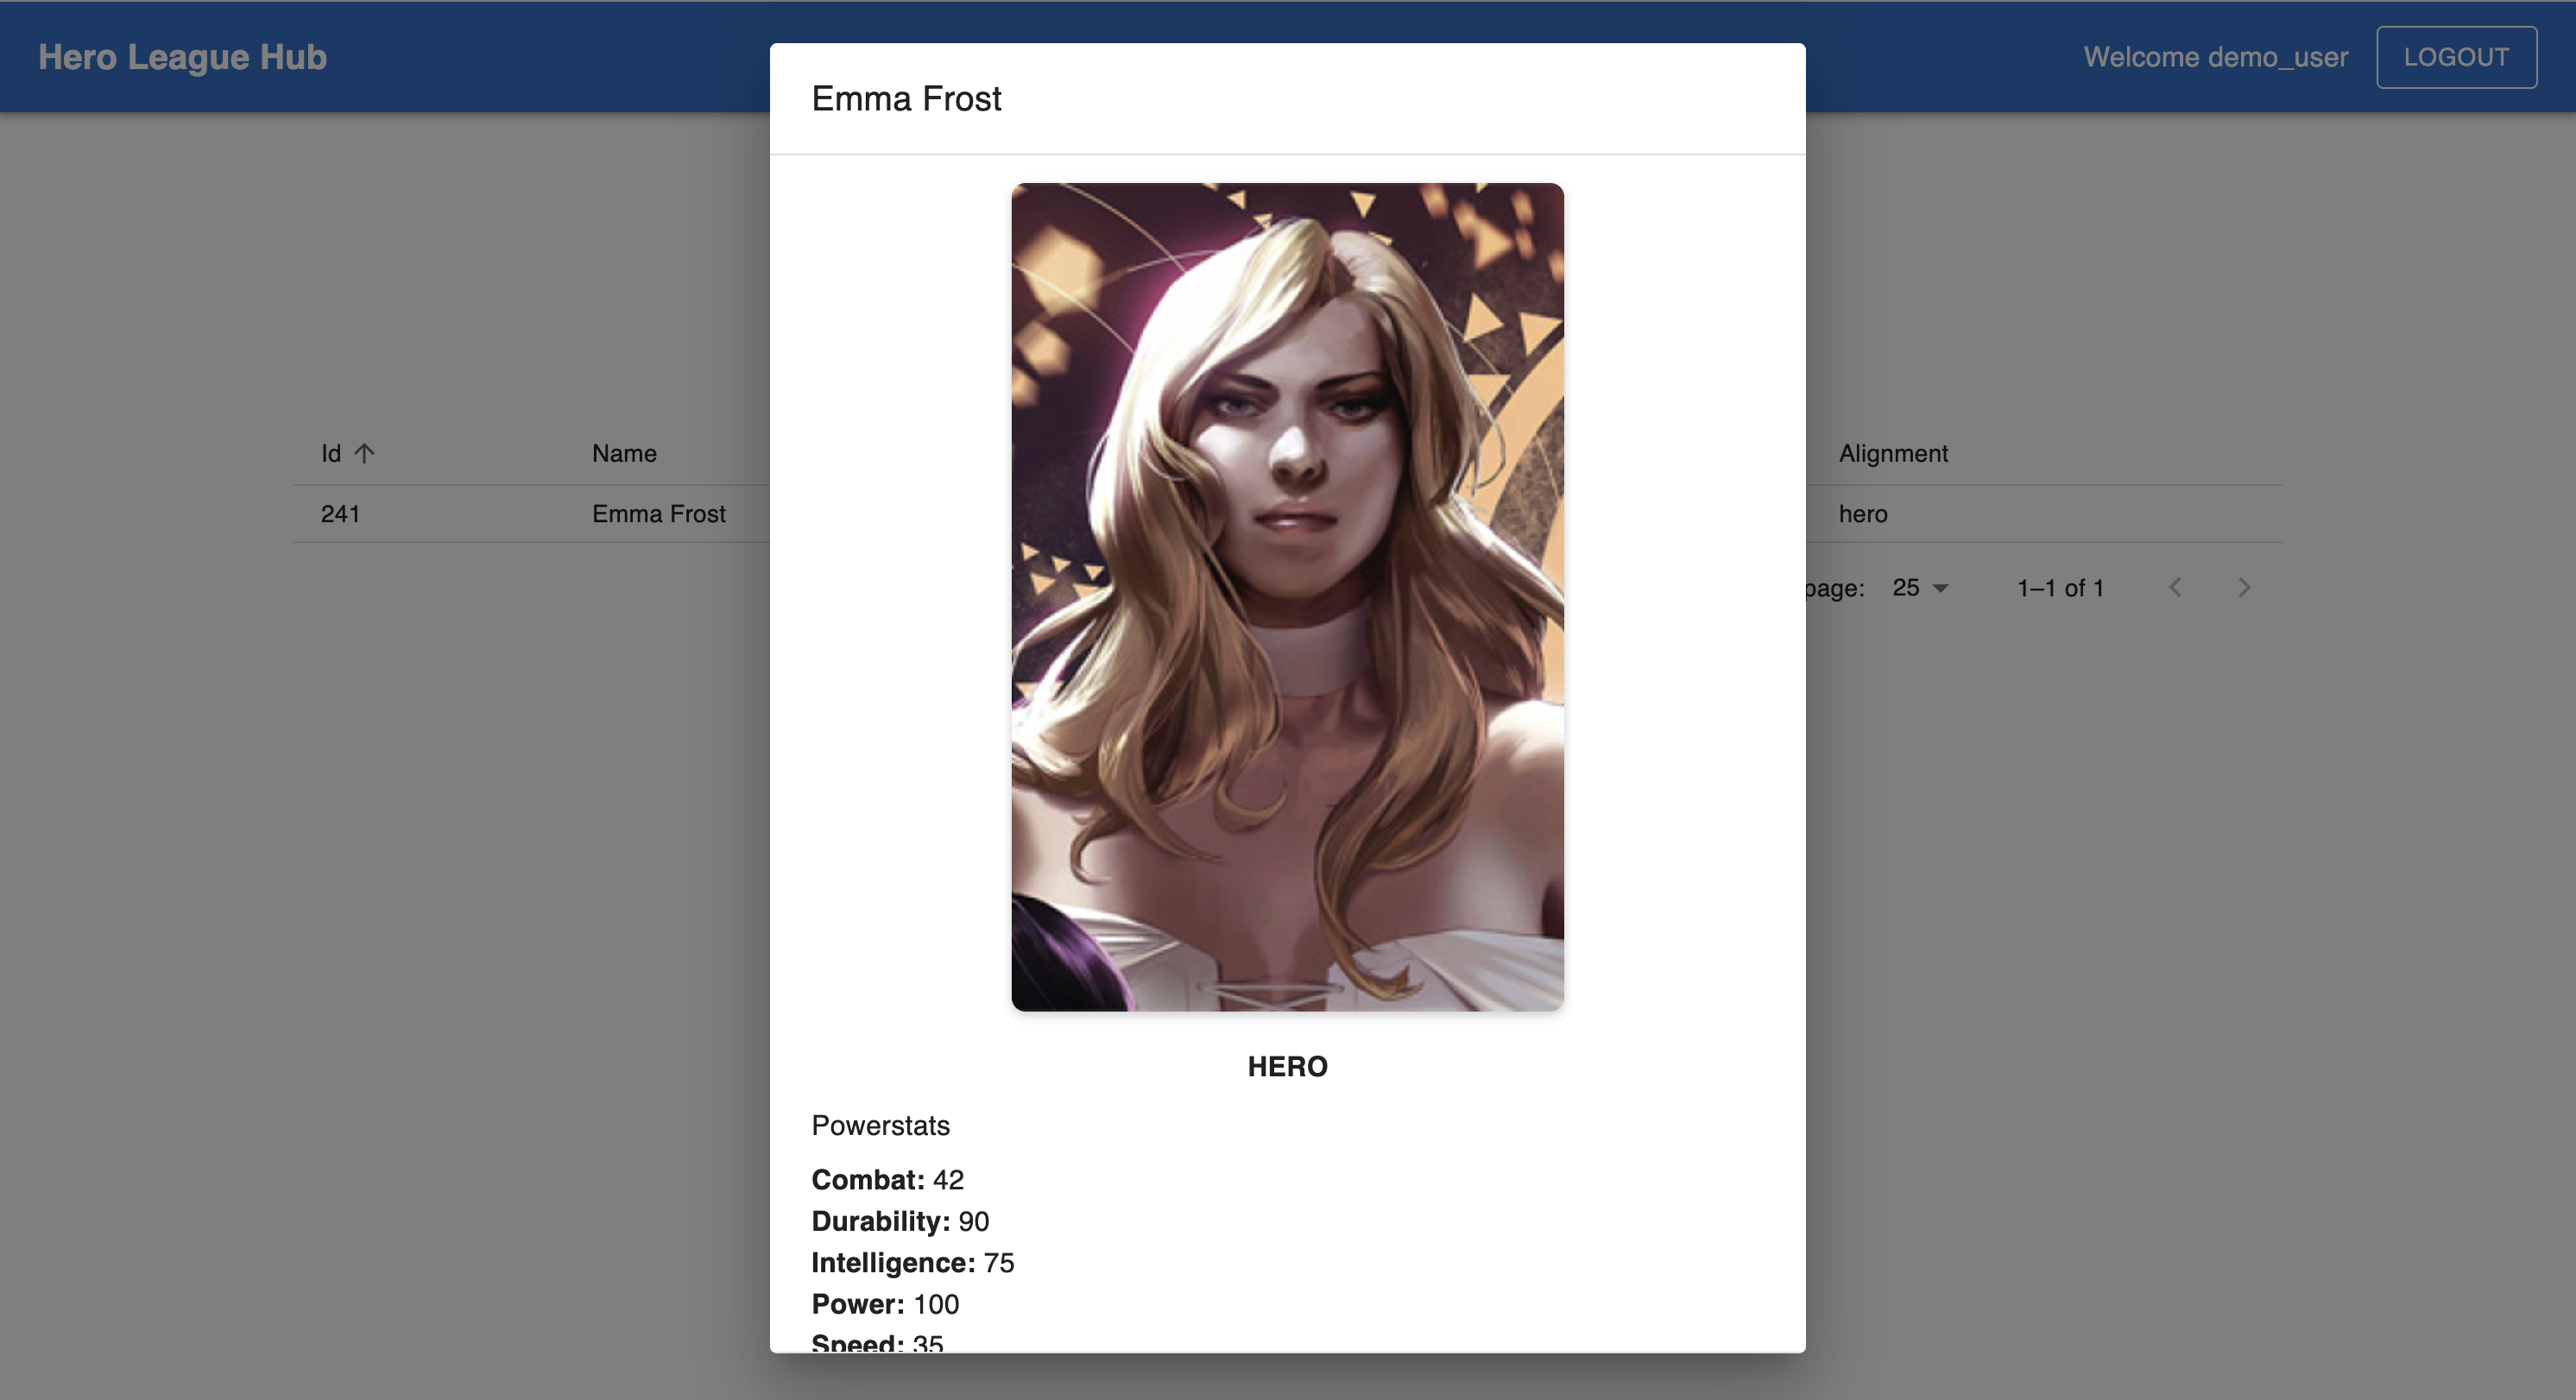 Hero League Hub
Welcome demo_user LOGOUT
Emma Frost
Id Name Alignment
241 Emma Frost hero
page: 25 1–1 of 1
HERO
Powerstats
Combat: 42
Durability: 90
Intelligence: 75
Power: 100
Speed: 35